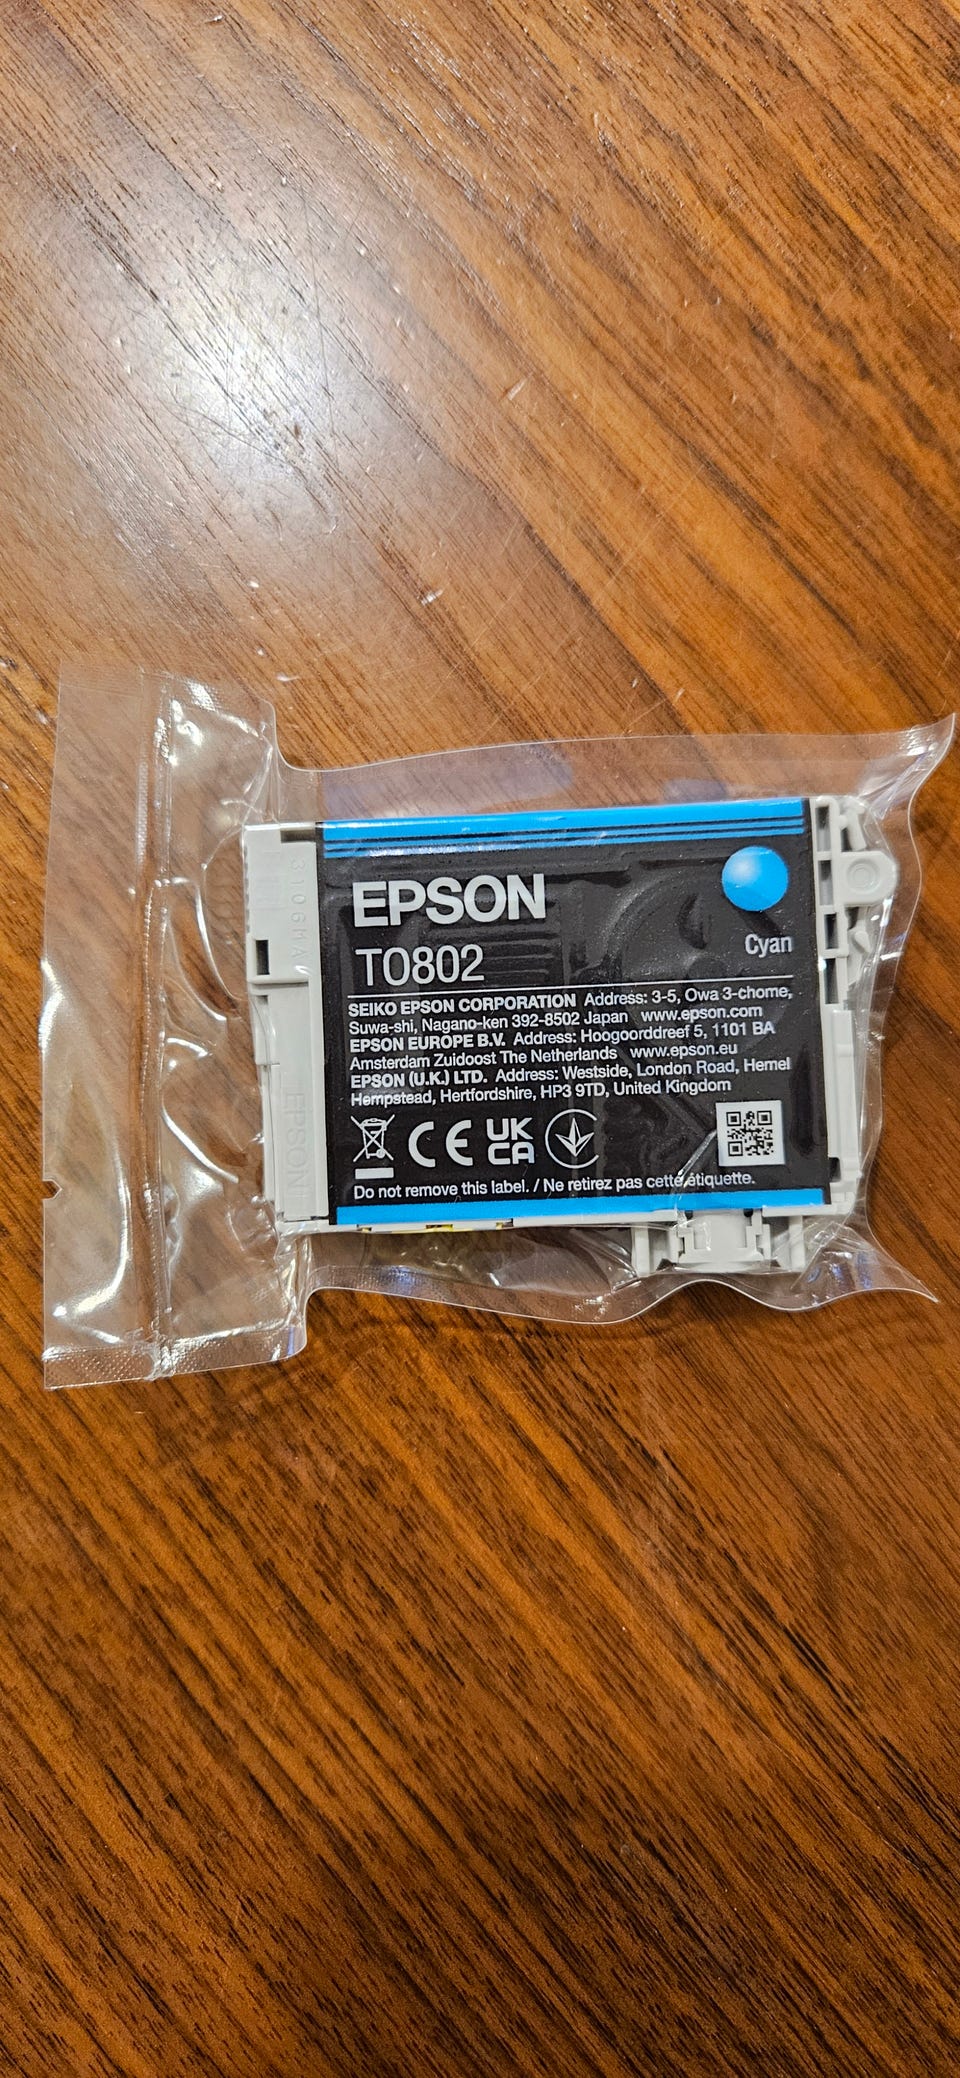 EPSON
T0802
Cyan
SEIKO EPSON CORPORATION Address: 3-5, Owa 3-chome,
Suwa-shi, Nagano-ken 392-8502 Japan www.epson.com
EPSON EUROPE B.V. Address: Hoogoorddreef 5, 1101 BA
Amsterdam Zuidoost The Netherlands www.epson.eu
EPSON (U.K.) LTD. Address: Westside, London Road, Hemel
Hempstead, Hertfordshire, HP3 9TD, United Kingdom
CE UK
CA
Do not remove this label. / Ne retirez pas cette étiquette.
EPSON